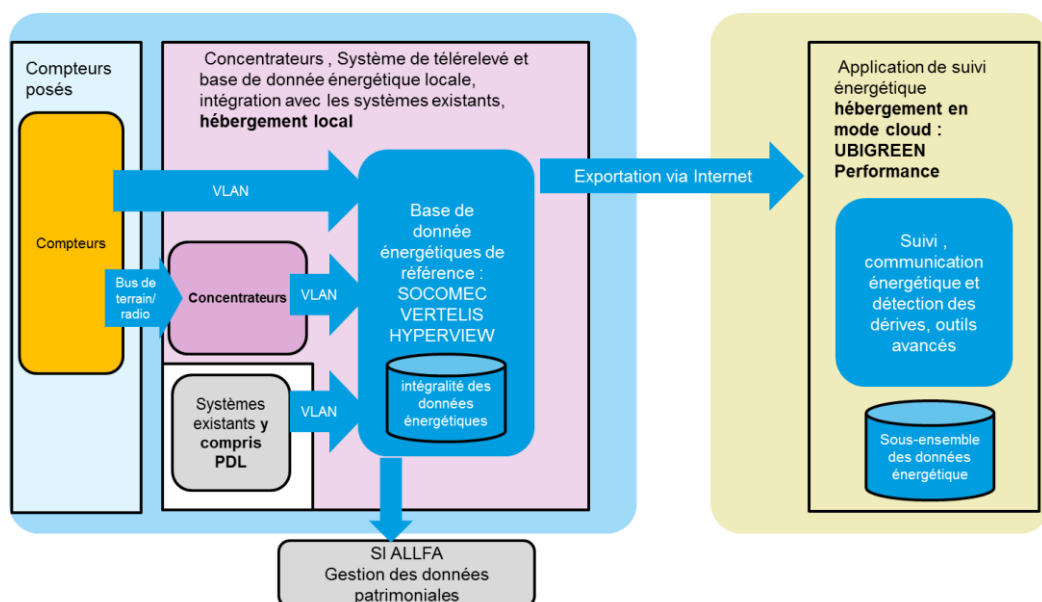 Compteurs
posés
Compteurs
Bus de
terrain/
radio
Concentrateurs , Système de télérelevé et
base de donnée énergétique locale,
intégration avec les systèmes existants,
hébergement local
VLAN
Concentrateurs
VLAN
Systèmes
existants y
compris
PDL
VLAN
Base de
donnée
énergétiques de
référence :
SOCOMEC
VERTELIS
HYPERVIEW
intégralité des
données
énergétiques
SI ALLFA
Gestion des données
patrimoniales
Exportation via Internet
Application de suivi
énergétique
hébergement en
mode cloud :
UBIGREEN
Performance
Suivi ,
communication
énergétique et
détection des
dérives, outils
avancés
Sous-ensemble
des données
énergétique